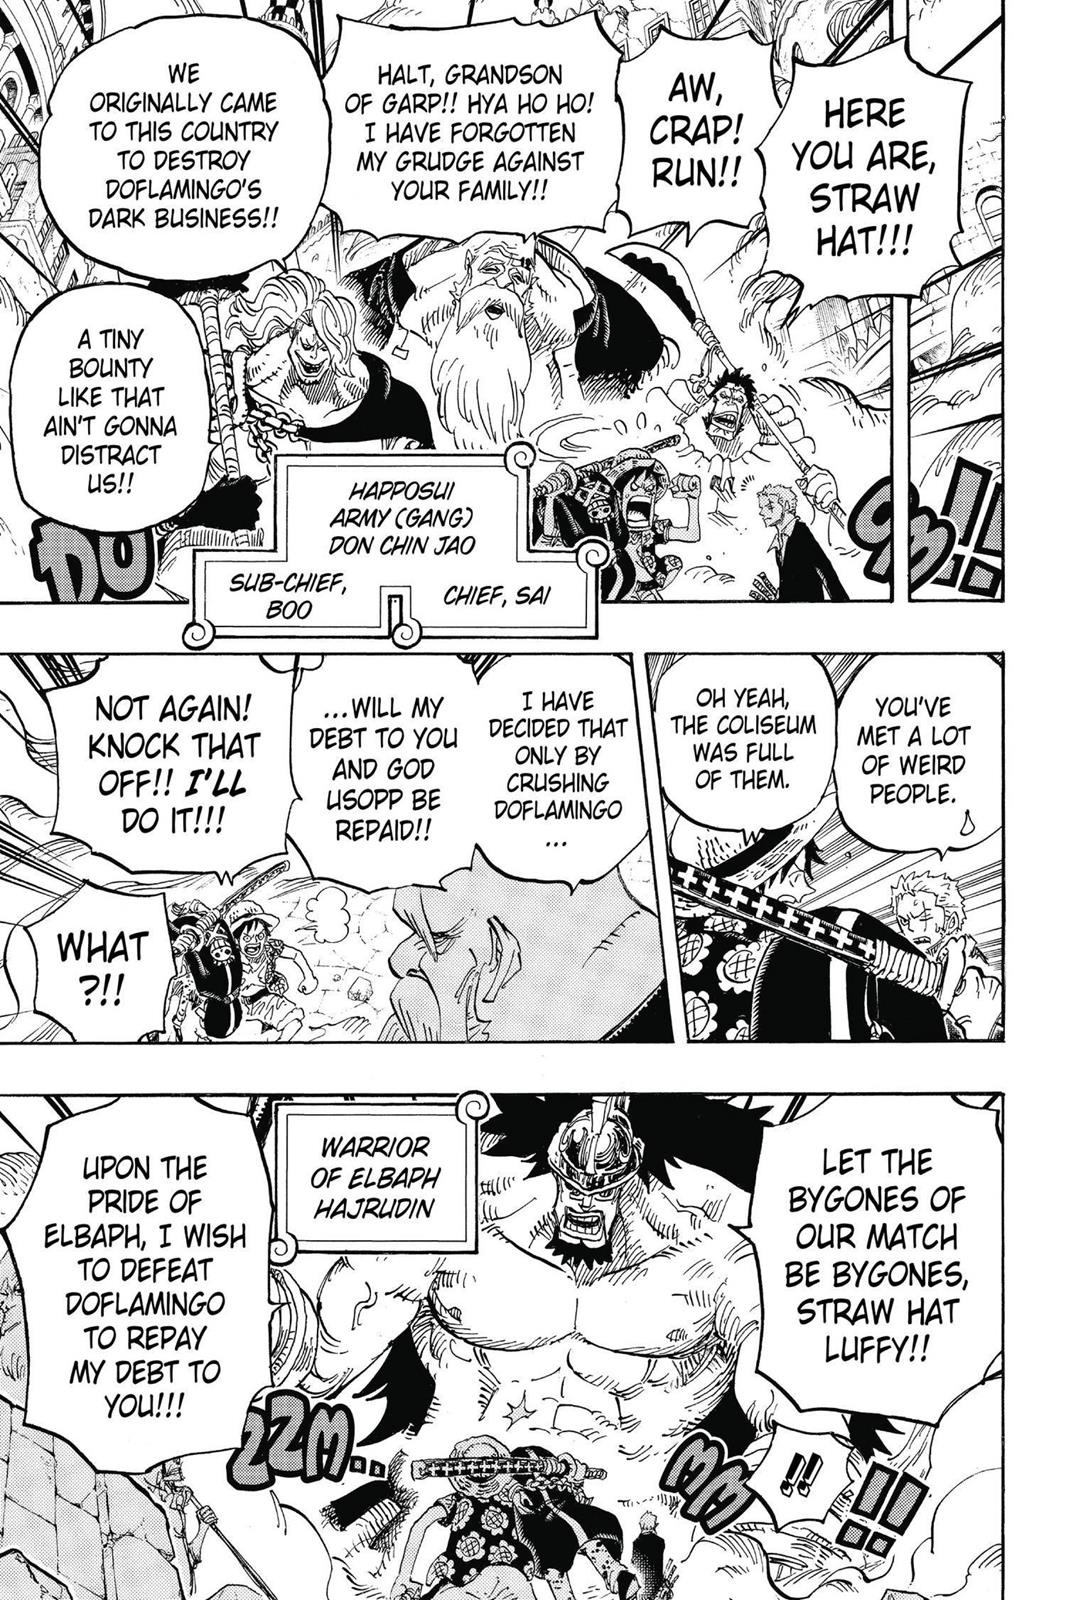 HERE
YOU ARE,
STRAW
HAT!!!
AW,
CRAP!
RUN!!
HALT, GRANDSON
OF GARP!! HYA HO HO!
I HAVE FORGOTTEN
MY GRUDGE AGAINST
YOUR FAMILY!!
WE
ORIGINALLY CAME
TO THIS COUNTRY
TO DESTROY
DOFLAMINGO'S
DARK BUSINESS!!
A TINY
BOUNTY
LIKE THAT
AIN'T GONNA
DISTRACT
US!!
HAPPOSUI
ARMY (GANG)
DON CHIN JAO
SUB-CHIEF,
BOO
CHIEF, SAI
DO
OM
!!
YOU'VE
MET A LOT
OF WEIRD
PEOPLE.
OH YEAH,
THE COLISEUM
WAS FULL
OF THEM.
I HAVE
DECIDED THAT
ONLY BY
CRUSHING
DOFLAMINGO
...
...WILL MY
DEBT TO YOU
AND GOD
USOPP BE
REPAID!!
NOT AGAIN!
KNOCK THAT
OFF!! I'LL
DO IT!!!
WHAT
?!!
LET THE
BYGONES OF
OUR MATCH
BE BYGONES,
STRAW HAT
LUFFY!!
WARRIOR
OF ELBAPH
HAJRUDIN
UPON THE
PRIDE OF
ELBAPH, I WISH
TO DEFEAT
DOFLAMINGO
TO REPAY
MY DEBT TO
YOU!!!
ZZM..
!!
!!